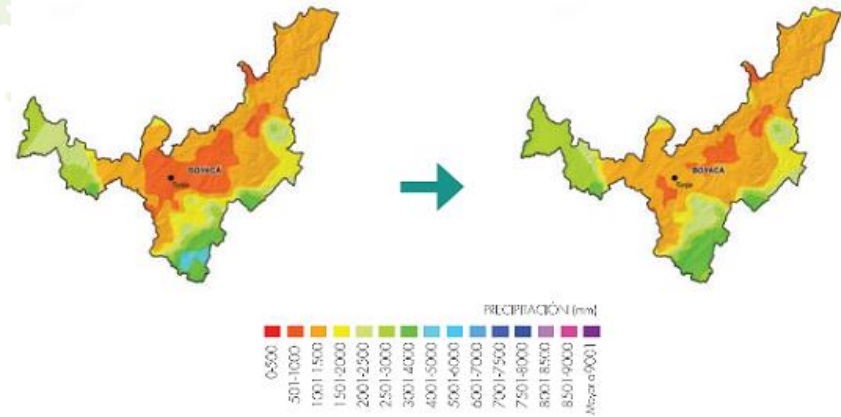 BOYACÁ
Tunja
BOYACÁ
Tunja
PRECIPITACIÓN (mm)
0-500
501-1000
1001-1500
1501-2000
2001-2500
2501-3000
3001-4000
4001-5000
5001-6000
6001-7000
7001-7500
7501-8000
8001-8500
8501-9000
Mayor a 9001